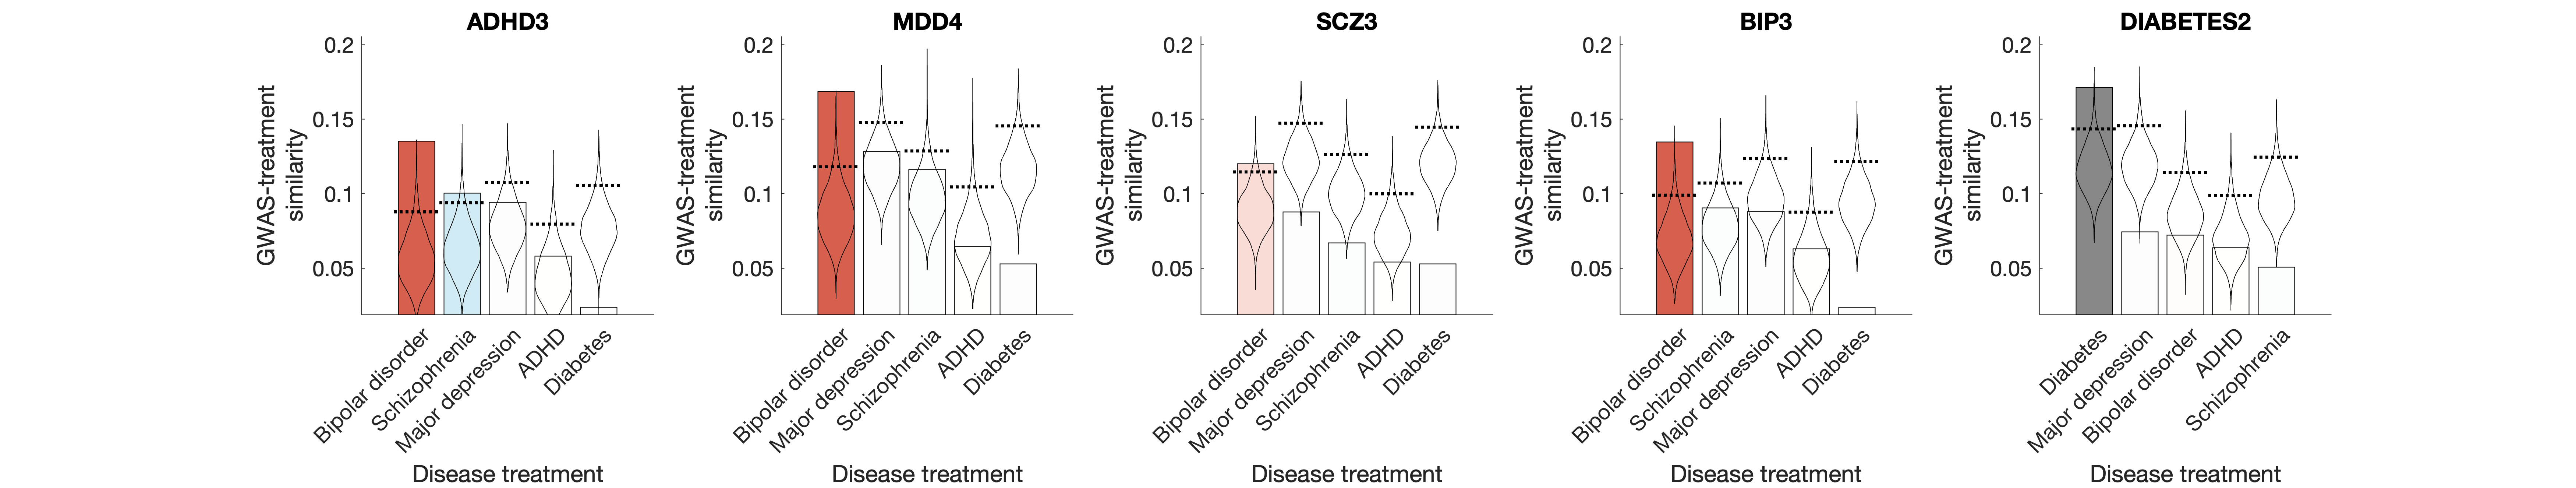 ADHD3
0.2
0.15
0.1
0.05
GWAS-treatment
similarity
Bipolar disorder
Schizophrenia
Major depression
ADHD
Diabetes
Disease treatment
MDD4
0.2
0.15
0.1
0.05
GWAS-treatment
similarity
Bipolar disorder
Major depression
Schizophrenia
ADHD
Diabetes
Disease treatment
SCZ3
0.2
0.15
0.1
0.05
GWAS-treatment
similarity
Bipolar disorder
Major depression
Schizophrenia
ADHD
Diabetes
Disease treatment
BIP3
0.2
0.15
0.1
0.05
GWAS-treatment
similarity
Bipolar disorder
Schizophrenia
Major depression
ADHD
Diabetes
Disease treatment
DIABETES2
0.2
0.15
0.1
0.05
GWAS-treatment
similarity
Diabetes
Major depression
Bipolar disorder
ADHD
Schizophrenia
Disease treatment